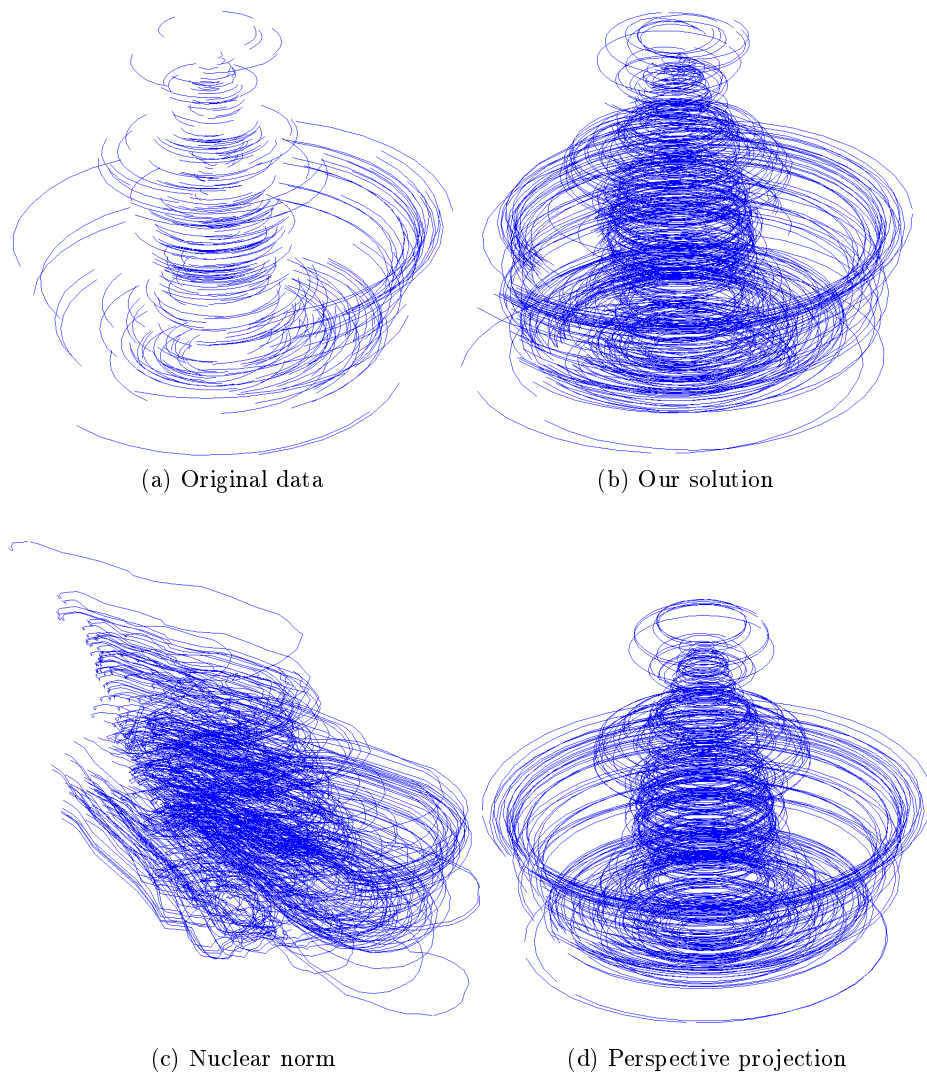 (a) Original data
(b) Our solution
(c) Nuclear norm
(d) Perspective projection